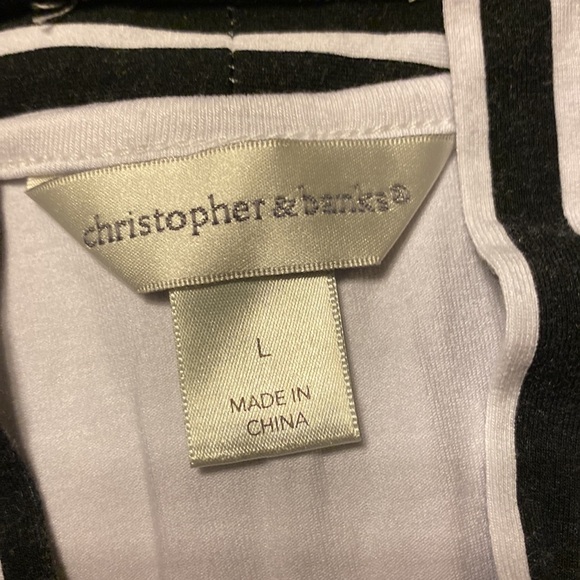 christopher & banks®
L
MADE IN
CHINA